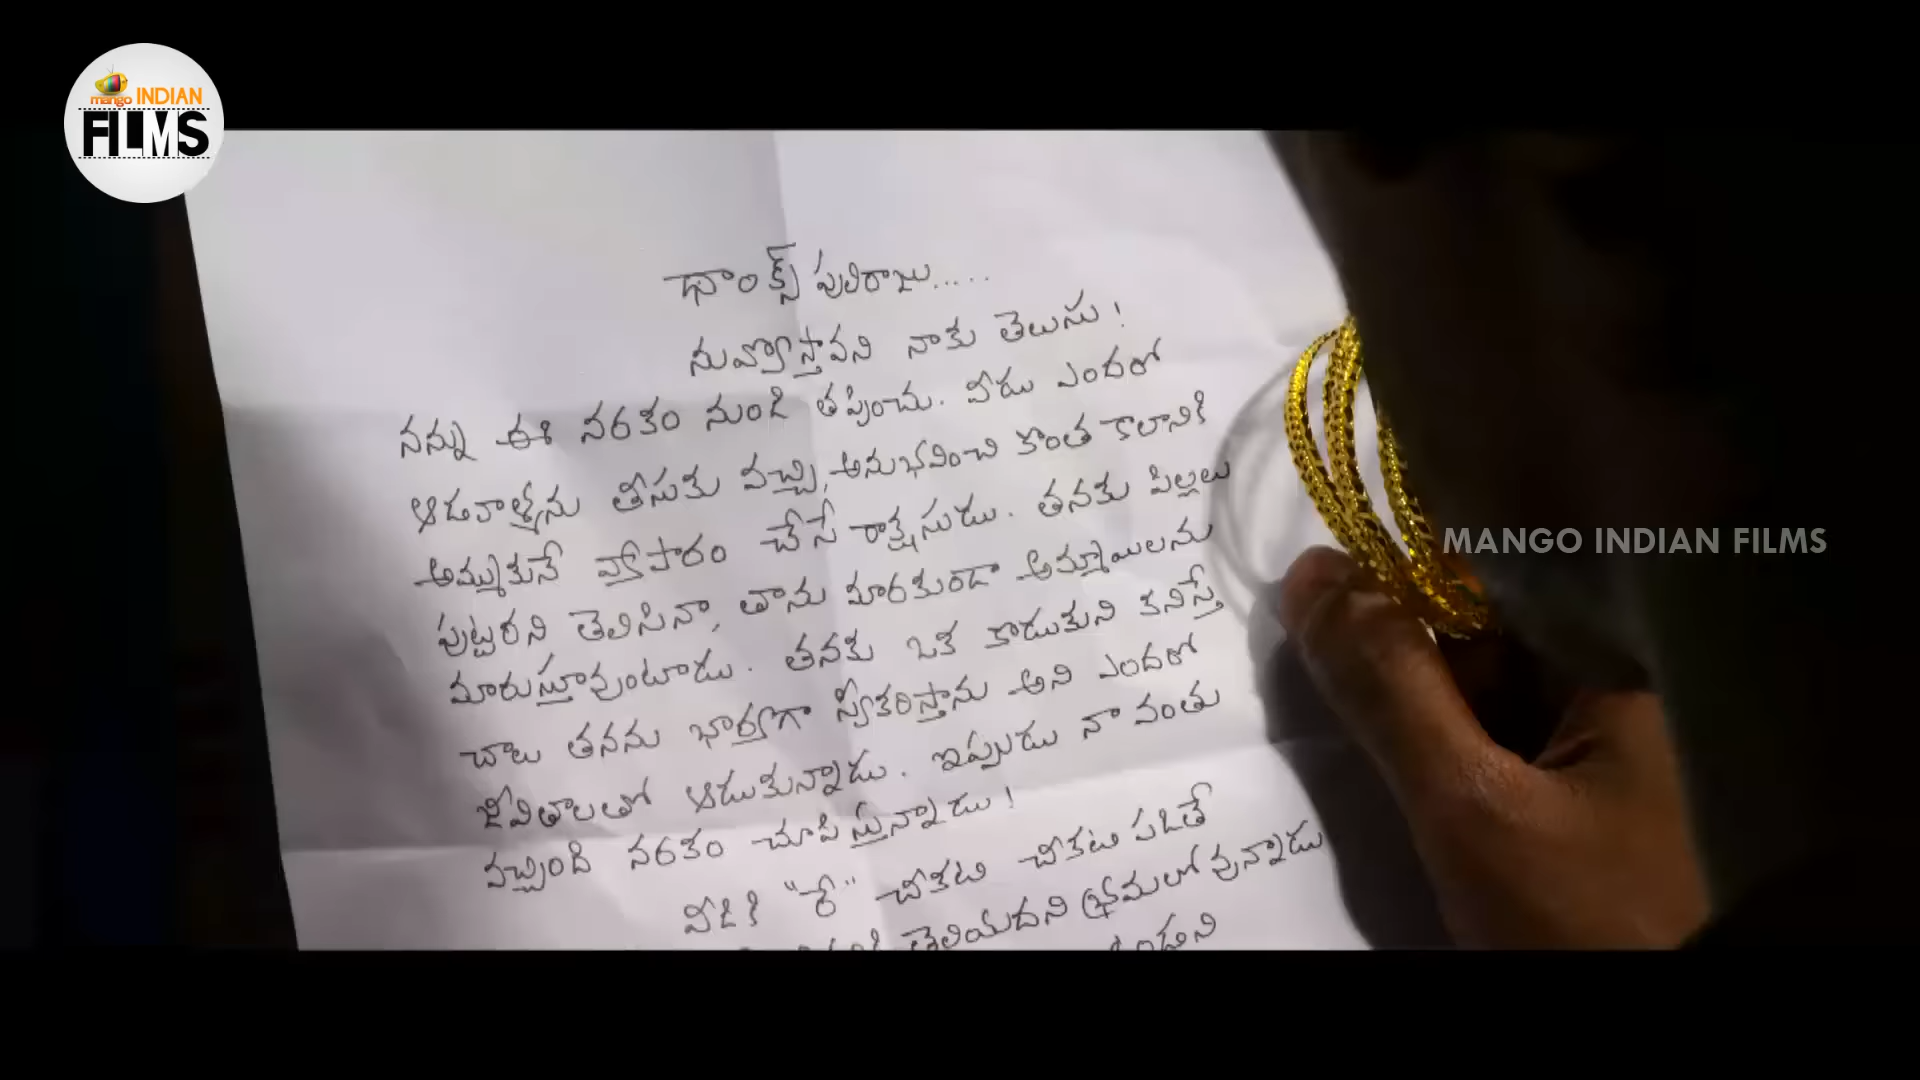 mango INDIAN
FILMS
థాంక్స్ పులిరాజు.....
నువ్వొస్తావని నాకు తెలుసు!
నన్ను ఈ నరకం నుండి తప్పించు. వీడు ఎందరో
ఆడవాళ్ళను తీసుకు వచ్చి, అనుభవించి కొంత కాలానికి
అమ్ముకునే వ్యాపారం చేసే రాక్షసుడు. తనకు పిల్లలు
పుట్టరని తెలిసినా, తాను మారకుండా అమ్మాయిలను
మారుస్తూవుంటాడు. తనకు ఒక కొడుకుని కనిస్తే
చాలు తనను భార్యగా స్వీకరిస్తాను అని ఎందరో
జీవితాలతో ఆడుకున్నాడు. ఇప్పుడు నా వంతు
వచ్చింది నరకం చూపిస్తున్నాడు!
వీడికి "రే" చీకటి చీకటి పడితే
తెలియదని భ్రమలో వున్నాడు
MANGO INDIAN FILMS